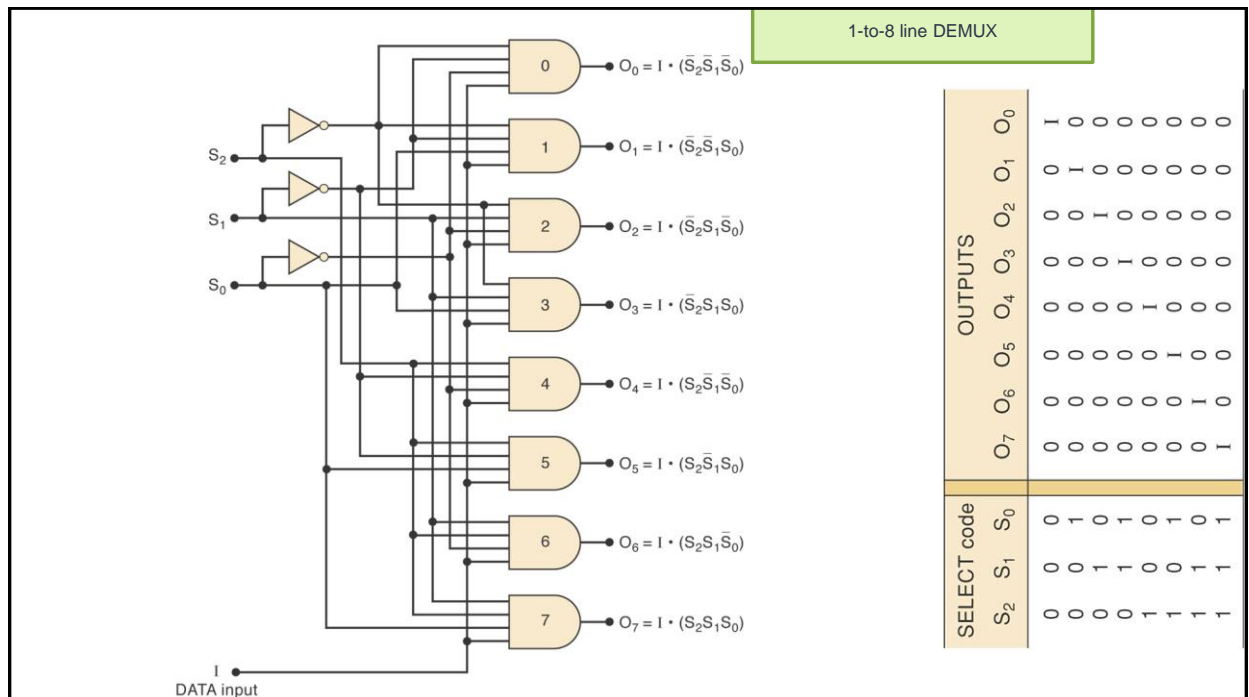 1-to-8 line DEMUX
0 O₀ = I • (S̅₂S̅₁S̅₀)
1 O₁ = I • (S̅₂S̅₁S₀)
S₂
S₁
2 O₂ = I • (S̅₂S₁S̅₀)
S₀
3 O₃ = I • (S̅₂S₁S₀)
4 O₄ = I • (S₂S̅₁S̅₀)
5 O₅ = I • (S₂S̅₁S₀)
6 O₆ = I • (S₂S₁S̅₀)
7 O₇ = I • (S₂S₁S₀)
I
DATA input
SELECT code OUTPUTS
S₂ S₁ S₀ O₇ O₆ O₅ O₄ O₃ O₂ O₁ O₀
0 0 0 0 0 0 0 0 0 0 I
0 0 1 0 0 0 0 0 0 I 0
0 1 0 0 0 0 0 0 I 0 0
0 1 1 0 0 0 0 I 0 0 0
1 0 0 0 0 0 I 0 0 0 0
1 0 1 0 0 I 0 0 0 0 0
1 1 0 0 I 0 0 0 0 0 0
1 1 1 I 0 0 0 0 0 0 0